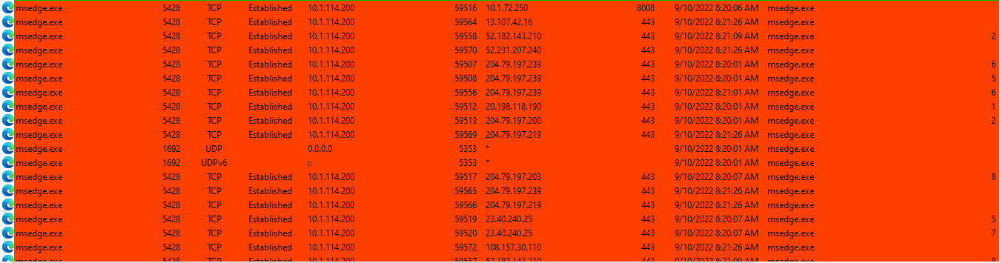 msedge.exe 5428 TCP Established 10.1.114.200 59516 10.1.72.250 8008 9/10/2022 8:20:06 AM msedge.exe
msedge.exe 5428 TCP Established 10.1.114.200 59564 13.107.42.16 443 9/10/2022 8:21:26 AM msedge.exe
msedge.exe 5428 TCP Established 10.1.114.200 59558 52.182.143.210 443 9/10/2022 8:21:09 AM msedge.exe 2
msedge.exe 5428 TCP Established 10.1.114.200 59570 52.231.207.240 443 9/10/2022 8:21:26 AM msedge.exe
msedge.exe 5428 TCP Established 10.1.114.200 59507 204.79.197.239 443 9/10/2022 8:20:01 AM msedge.exe 6
msedge.exe 5428 TCP Established 10.1.114.200 59508 204.79.197.239 443 9/10/2022 8:20:01 AM msedge.exe 5
msedge.exe 5428 TCP Established 10.1.114.200 59556 204.79.197.239 443 9/10/2022 8:21:01 AM msedge.exe 6
msedge.exe 5428 TCP Established 10.1.114.200 59512 20.198.118.190 443 9/10/2022 8:20:01 AM msedge.exe 1
msedge.exe 5428 TCP Established 10.1.114.200 59513 204.79.197.200 443 9/10/2022 8:20:01 AM msedge.exe 2
msedge.exe 5428 TCP Established 10.1.114.200 59569 204.79.197.219 443 9/10/2022 8:21:26 AM msedge.exe
msedge.exe 1692 UDP 0.0.0.0 5353 * 9/10/2022 8:20:01 AM msedge.exe
msedge.exe 1692 UDPv6 :: 5353 * 9/10/2022 8:20:01 AM msedge.exe
msedge.exe 5428 TCP Established 10.1.114.200 59517 204.79.197.203 443 9/10/2022 8:20:07 AM msedge.exe 8
msedge.exe 5428 TCP Established 10.1.114.200 59565 204.79.197.239 443 9/10/2022 8:21:26 AM msedge.exe
msedge.exe 5428 TCP Established 10.1.114.200 59566 204.79.197.219 443 9/10/2022 8:21:26 AM msedge.exe
msedge.exe 5428 TCP Established 10.1.114.200 59519 23.40.240.25 443 9/10/2022 8:20:07 AM msedge.exe 5
msedge.exe 5428 TCP Established 10.1.114.200 59520 23.40.240.25 443 9/10/2022 8:20:07 AM msedge.exe 7
msedge.exe 5428 TCP Established 10.1.114.200 59572 108.157.30.110 443 9/10/2022 8:21:26 AM msedge.exe
msedge.exe 5428 TCP Established 10.1.114.200 59557 52.182.143.210 443 9/10/2022 8:21:09 AM msedge.exe 8